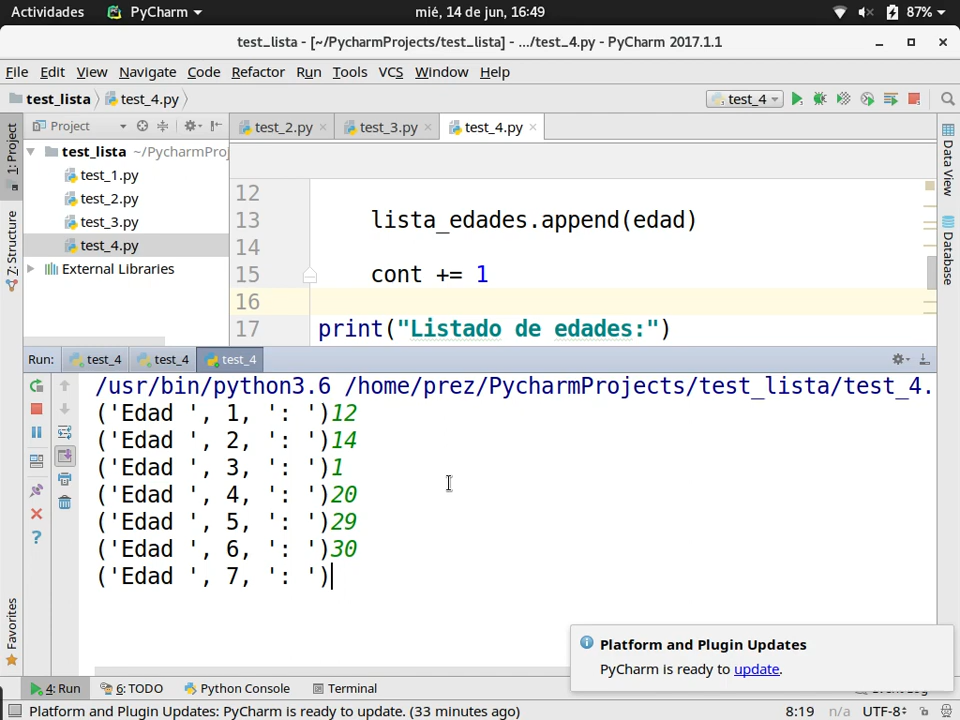 Actividades PyCharm mié, 14 de jun, 16:49 87%
test_lista - [~/PycharmProjects/test_lista] - .../test_4.py - PyCharm 2017.1.1
File Edit View Navigate Code Refactor Run Tools VCS Window Help
test_lista test_4.py test_4
1: Project
7: Structure
Favorites
Project
test_lista ~/PycharmProj
test_1.py
test_2.py
test_3.py
test_4.py
External Libraries
test_2.py test_3.py test_4.py
12
13 lista_edades.append(edad)
14
15 cont += 1
16
17 print("Listado de edades:")
Data View
Database
Run: test_4 test_4 test_4
/usr/bin/python3.6 /home/prez/PycharmProjects/test_lista/test_4.
('Edad ', 1, ': ')12
('Edad ', 2, ': ')14
('Edad ', 3, ': ')1
('Edad ', 4, ': ')20
('Edad ', 5, ': ')29
('Edad ', 6, ': ')30
('Edad ', 7, ': ')
Platform and Plugin Updates
PyCharm is ready to update.
4: Run 6: TODO Python Console Terminal
Platform and Plugin Updates: PyCharm is ready to update. (33 minutes ago) 8:19 n/a UTF-8